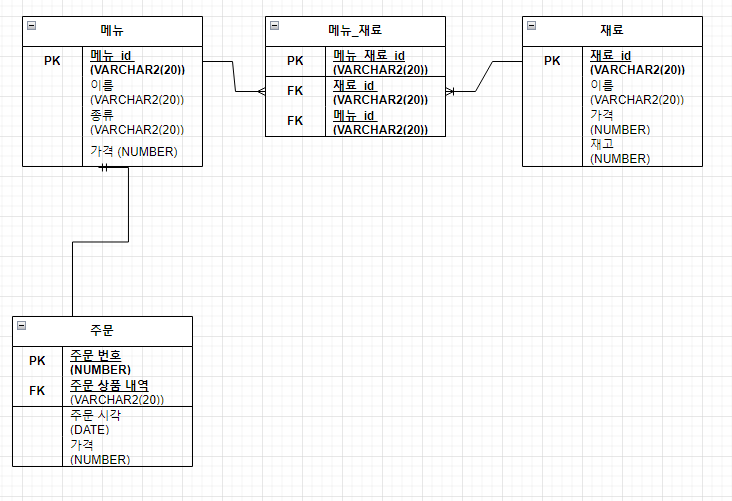 메뉴
PK
메뉴_id
(VARCHAR2(20))
이름
(VARCHAR2(20))
종류
(VARCHAR2(20))
가격 (NUMBER)
메뉴_재료
PK
메뉴_재료_id
(VARCHAR2(20))
FK
재료_id
(VARCHAR2(20))
FK
메뉴_id
(VARCHAR2(20))
재료
PK
재료_id
(VARCHAR2(20))
이름
(VARCHAR2(20))
가격
(NUMBER)
재고
(NUMBER)
주문
PK
주문 번호
(NUMBER)
FK
주문 상품 내역
(VARCHAR2(20))
주문 시각
(DATE)
가격
(NUMBER)